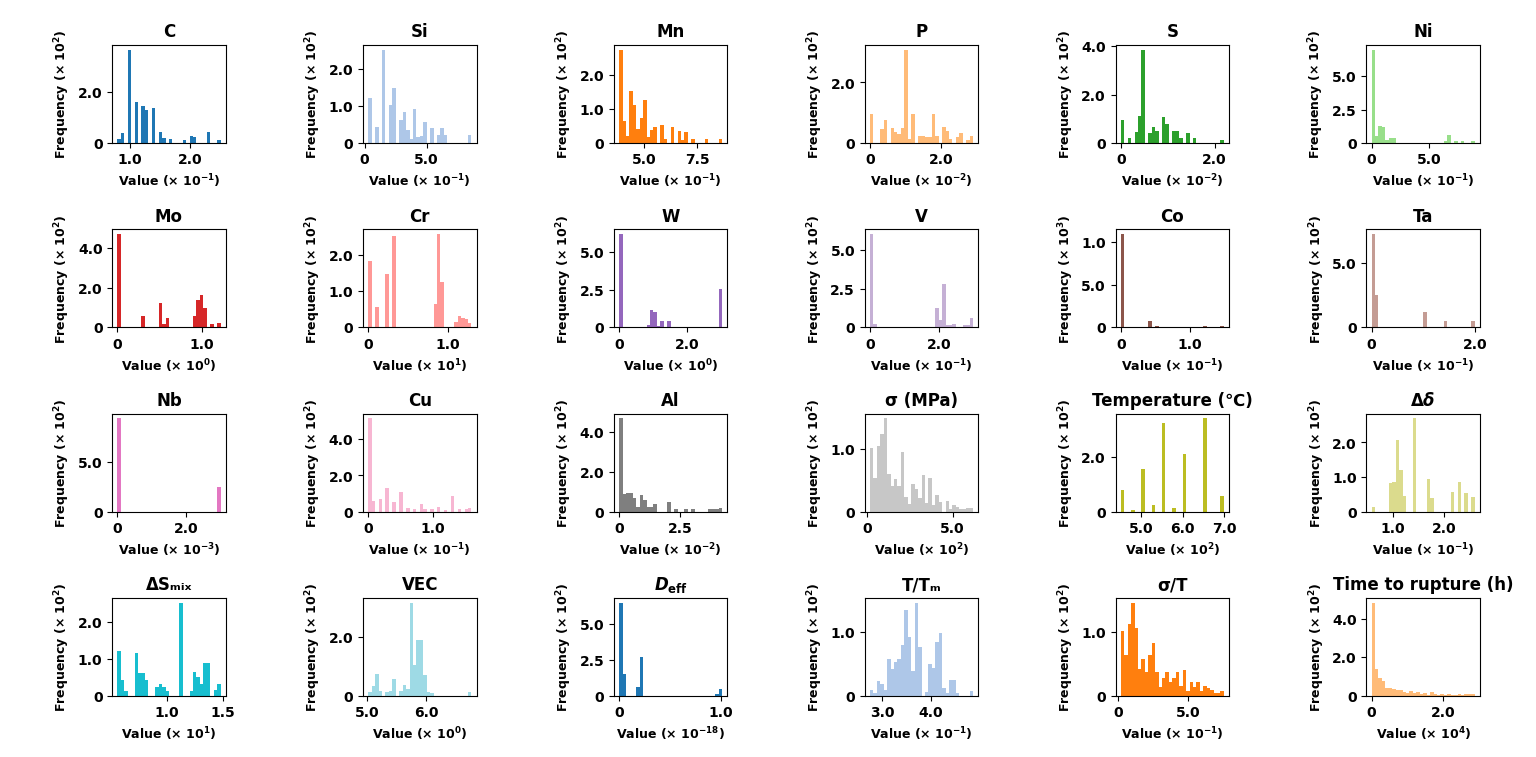 C Si Mn P S Ni
Frequency (× 10²) Frequency (× 10²) Frequency (× 10²) Frequency (× 10²) Frequency (× 10²) Frequency (× 10²)
2.0 0
2.0 1.0 0
2.0 1.0 0
2.0 0
4.0 2.0 0
5.0 2.5 0
1.0 2.0
0 5.0
5.0 7.5
0 2.0
0 2.0
0 5.0
Value (× 10⁻¹) Value (× 10⁻¹) Value (× 10⁻¹) Value (× 10⁻²) Value (× 10⁻²) Value (× 10⁻¹)
Mo Cr W V Co Ta
Frequency (× 10²) Frequency (× 10²) Frequency (× 10²) Frequency (× 10²) Frequency (× 10³) Frequency (× 10²)
4.0 2.0 0
2.0 1.0 0
5.0 2.5 0
5.0 2.5 0
1.0 5.0 0
5.0 0
0 1.0
0 1.0
0 2.0
0 2.0
0 1.0
0 2.0
Value (× 10⁰) Value (× 10¹) Value (× 10⁰) Value (× 10⁻¹) Value (× 10⁻¹) Value (× 10⁻¹)
Nb Cu Al σ (MPa) Temperature (°C) Δδ
Frequency (× 10²) Frequency (× 10²) Frequency (× 10²) Frequency (× 10²) Frequency (× 10²) Frequency (× 10²)
5.0 0
4.0 2.0 0
4.0 2.0 0
1.0 0
2.0 0
2.0 1.0 0
0 2.0
0 1.0
0 2.5
0 5.0
5.0 6.0 7.0
1.0 2.0
Value (× 10⁻³) Value (× 10⁻¹) Value (× 10⁻²) Value (× 10²) Value (× 10²) Value (× 10⁻¹)
ΔSₘᵢₓ VEC D_eff T/Tₘ σ/T Time to rupture (h)
Frequency (× 10²) Frequency (× 10²) Frequency (× 10²) Frequency (× 10²) Frequency (× 10²) Frequency (× 10²)
2.0 1.0 0
2.0 0
5.0 2.5 0
1.0 0
1.0 0
4.0 2.0 0
1.0 1.5
5.0 6.0
0 1.0
3.0 4.0
0 5.0
0 2.0
Value (× 10¹) Value (× 10⁰) Value (× 10⁻¹⁸) Value (× 10⁻¹) Value (× 10⁻¹) Value (× 10⁴)